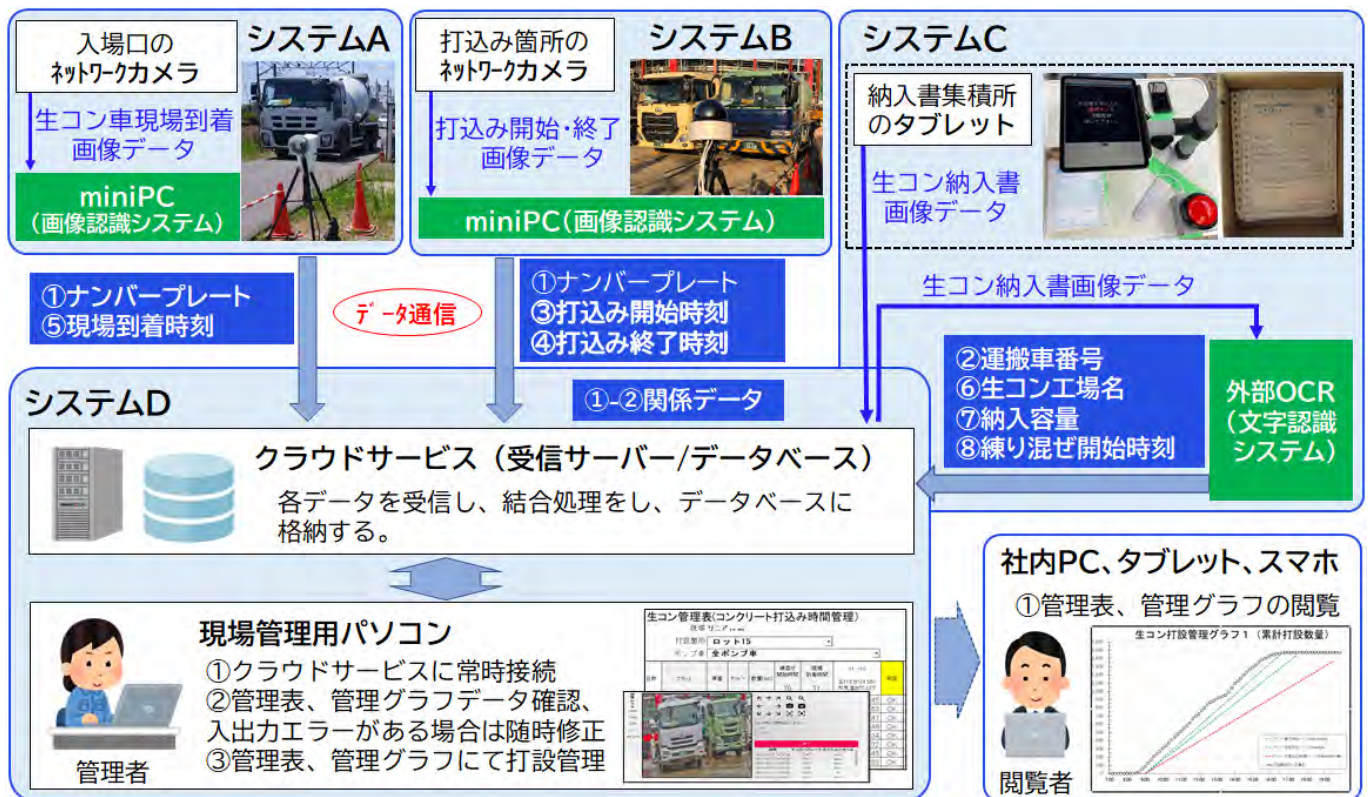 入場口の
ネットワークカメラ
システムA
生コン車現場到着
画像データ
miniPC
(画像認識システム)
打込み箇所の
ネットワークカメラ
システムB
打込み開始・終了
画像データ
miniPC(画像認識システム)
システムC
納入書集積所
のタブレット
生コン納入書
画像データ
①ナンバープレート
⑤現場到着時刻
データ通信
①ナンバープレート
③打込み開始時刻
④打込み終了時刻
生コン納入書画像データ
②運搬車番号
⑥生コン工場名
⑦納入容量
⑧練り混ぜ開始時刻
外部OCR
(文字認識
システム)
システムD
①-②関係データ
クラウドサービス（受信サーバー/データベース）
各データを受信し、結合処理をし、データベースに
格納する。
現場管理用パソコン
①クラウドサービスに常時接続
②管理表、管理グラフデータ確認、
入出力エラーがある場合は随時修正
③管理表、管理グラフにて打設管理
管理者
生コン管理表(コンクリート打込み時間管理)
打設箇所 ロット15
ポンプ車 全ポンプ車
社内PC、タブレット、スマホ
①管理表、管理グラフの閲覧
生コン打設管理グラフ１（累計打設数量）
閲覧者